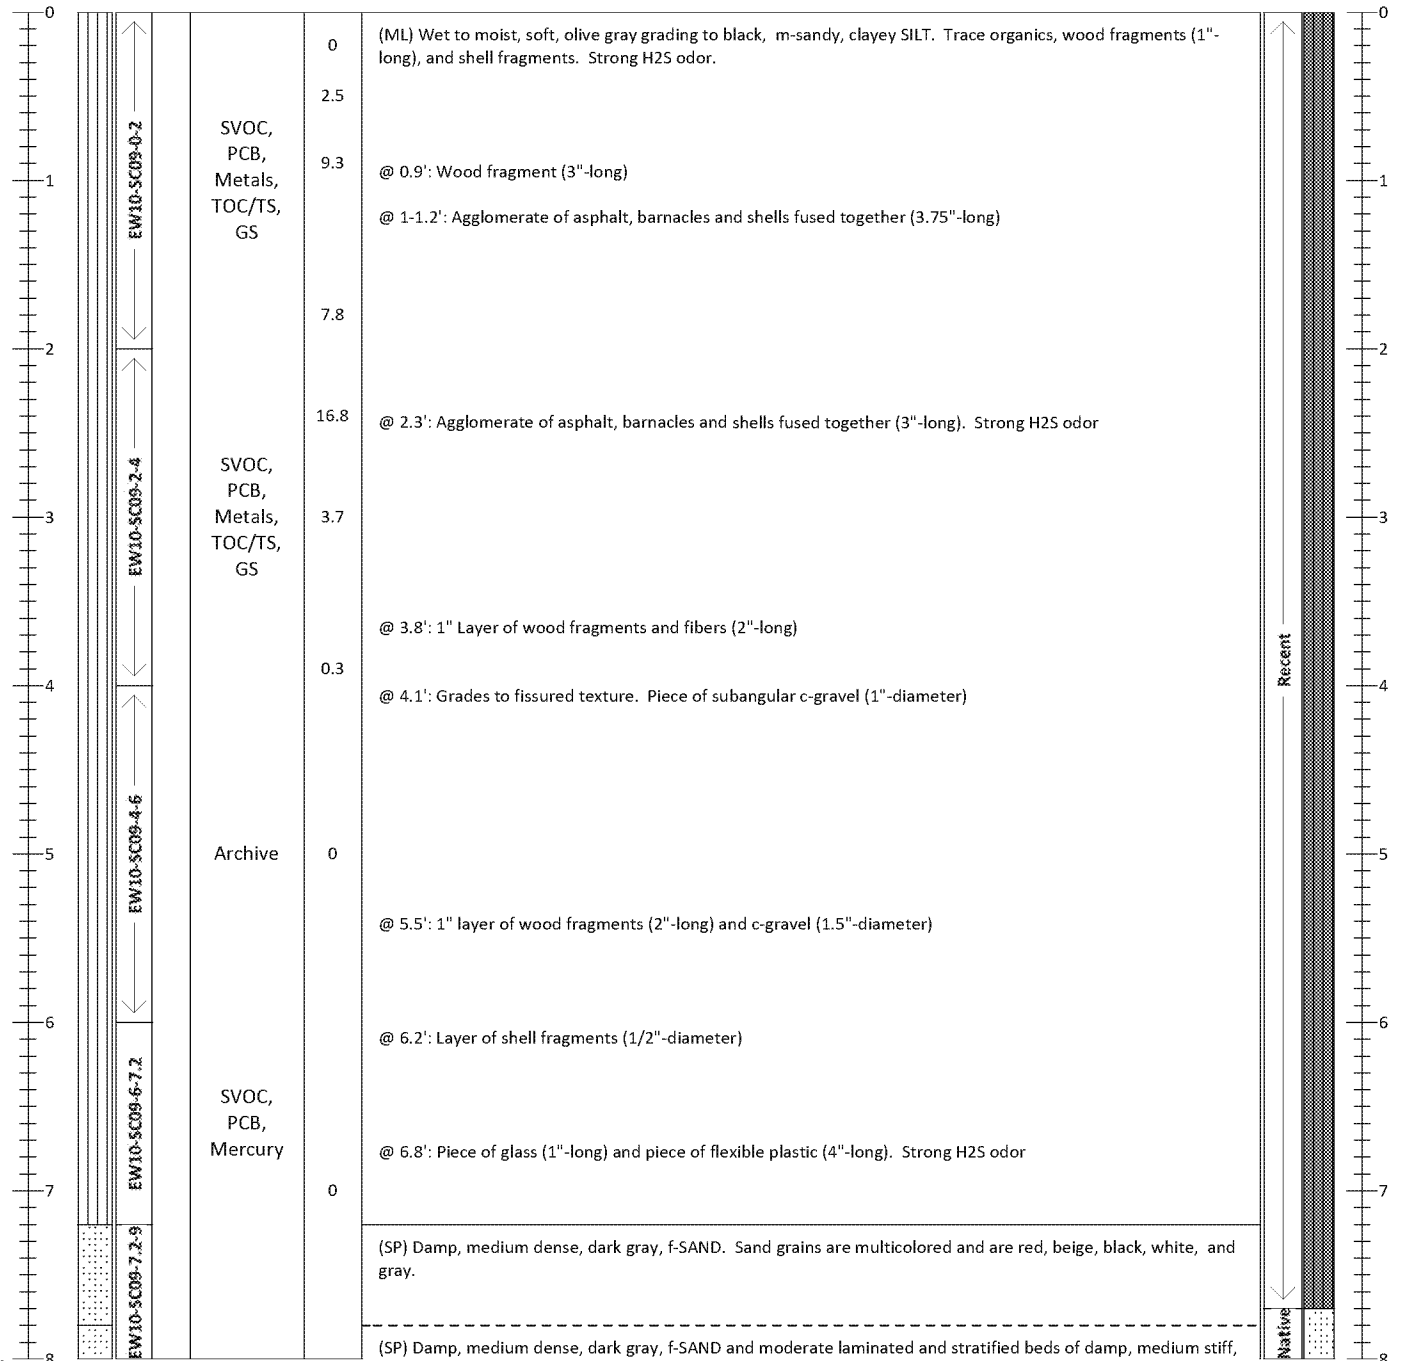 0
0
(ML) Wet to moist, soft, olive gray grading to black, m-sandy, clayey SILT. Trace organics, wood fragments (1"-
long), and shell fragments. Strong H2S odor.
0
2.5
EW10-SC09-0-2
SVOC,
PCB,
Metals,
TOC/TS,
GS
9.3
@ 0.9': Wood fragment (3"-long)
1
1
@ 1-1.2': Agglomerate of asphalt, barnacles and shells fused together (3.75"-long)
7.8
2
2
16.8
@ 2.3': Agglomerate of asphalt, barnacles and shells fused together (3"-long). Strong H2S odor
EW10-SC09-2-4
SVOC,
PCB,
Metals,
TOC/TS,
GS
3
3.7
3
@ 3.8': 1" Layer of wood fragments and fibers (2"-long)
0.3
Recent
4
4
@ 4.1': Grades to fissured texture. Piece of subangular c-gravel (1"-diameter)
EW10-SC09-4-6
5
Archive
0
5
@ 5.5': 1" layer of wood fragments (2"-long) and c-gravel (1.5"-diameter)
6
6
@ 6.2': Layer of shell fragments (1/2"-diameter)
EW10-SC09-6-7.2
SVOC,
PCB,
Mercury
@ 6.8': Piece of glass (1"-long) and piece of flexible plastic (4"-long). Strong H2S odor
7
0
7
EW10-SC09-7.2-9
(SP) Damp, medium dense, dark gray, f-SAND. Sand grains are multicolored and are red, beige, black, white, and
gray.
Native
(SP) Damp, medium dense, dark gray, f-SAND and moderate laminated and stratified beds of damp, medium stiff,
8
8